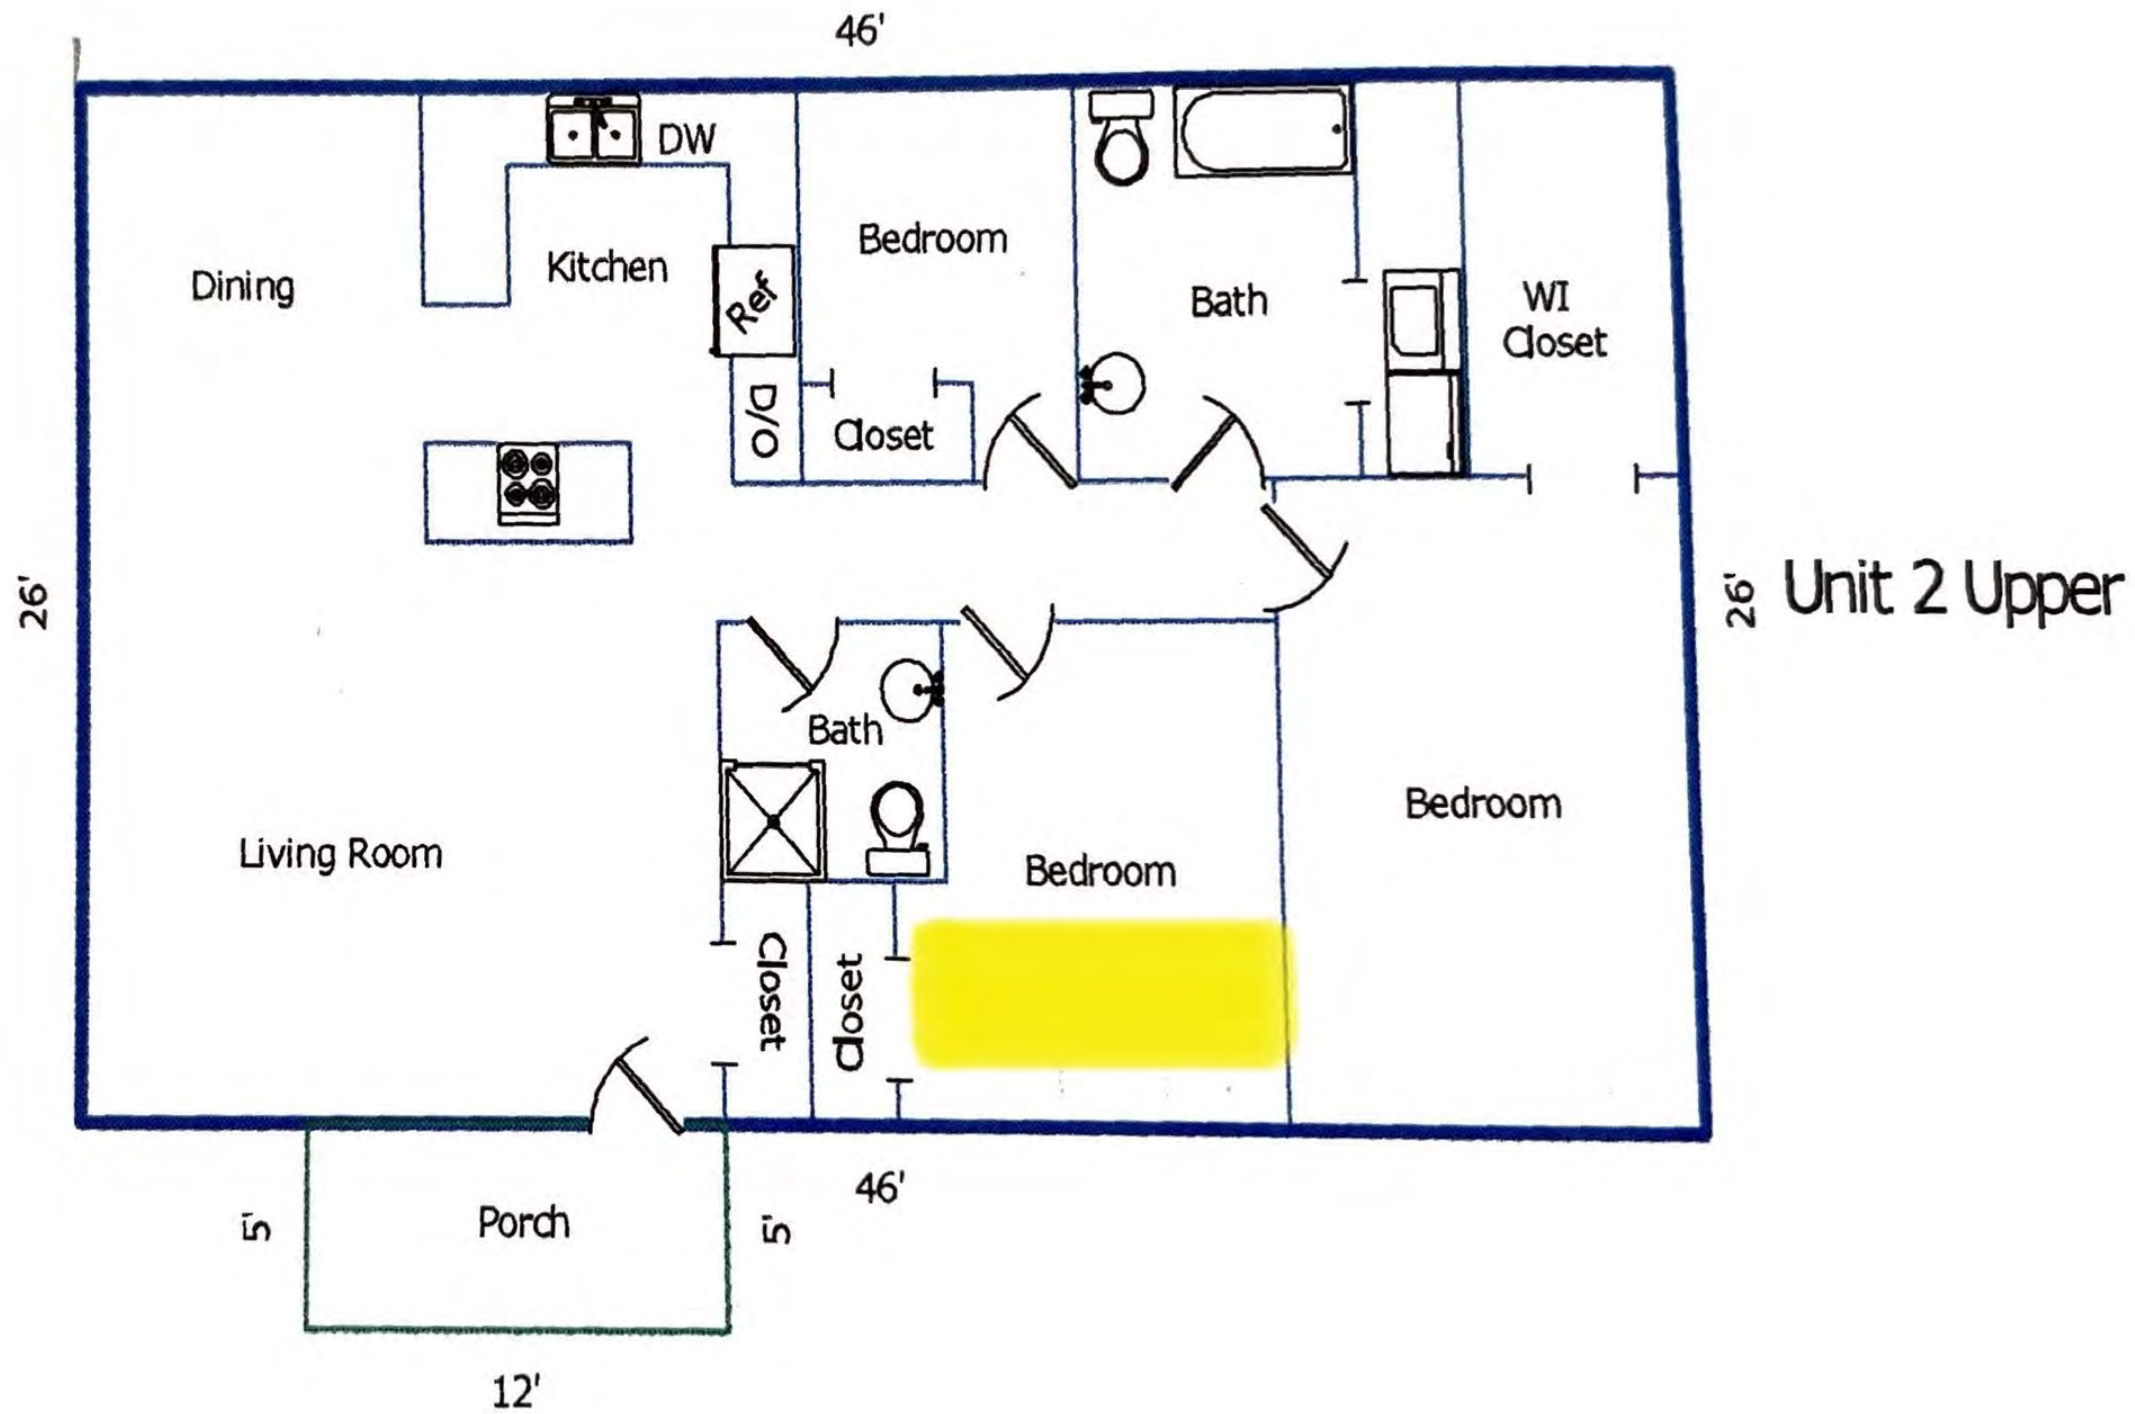 46'
DW
Dining
Kitchen
Ref
Bedroom
Bath
WI
Closet
D/O
Closet
26'
26'
Unit 2 Upper
Bath
Living Room
Bedroom
Bedroom
Closet
Closet
46'
5'
Porch
5'
12'